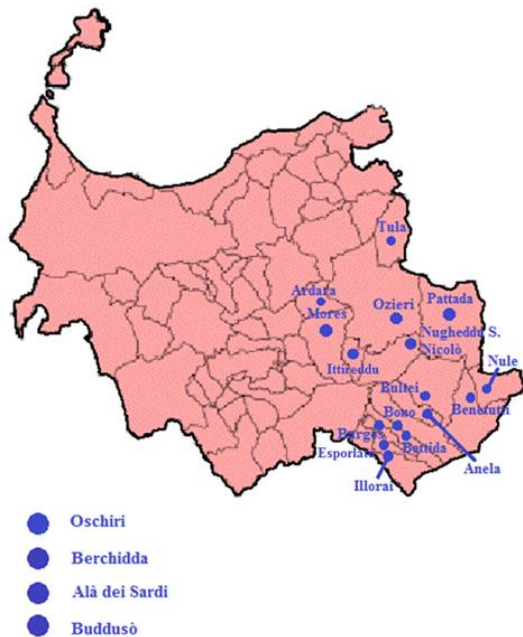 Tula
Ardara
Mores
Ozieri
Pattada
Nugheddu S.
Nicolò
Ittireddu
Nule
Bultei
Benetutti
Bono
Burgos
Bottida
Esporlatu
Anela
Illorai
Oschiri
Berchidda
Alà dei Sardi
Buddusò